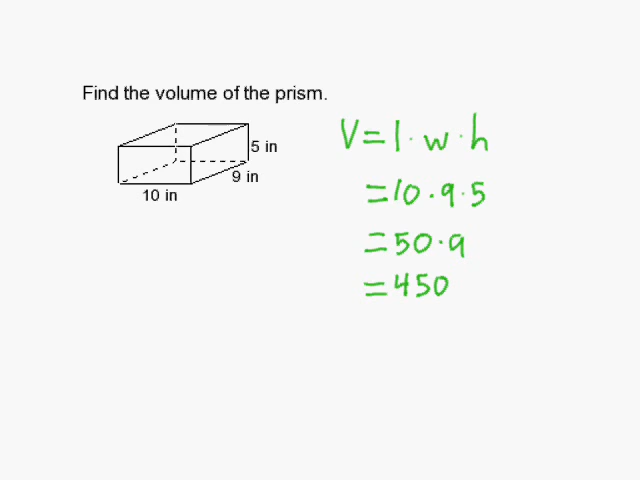 Find the volume of the prism.
5 in
9 in
10 in
V = l · w · h
= 10 · 9 · 5
= 50 · 9
= 450